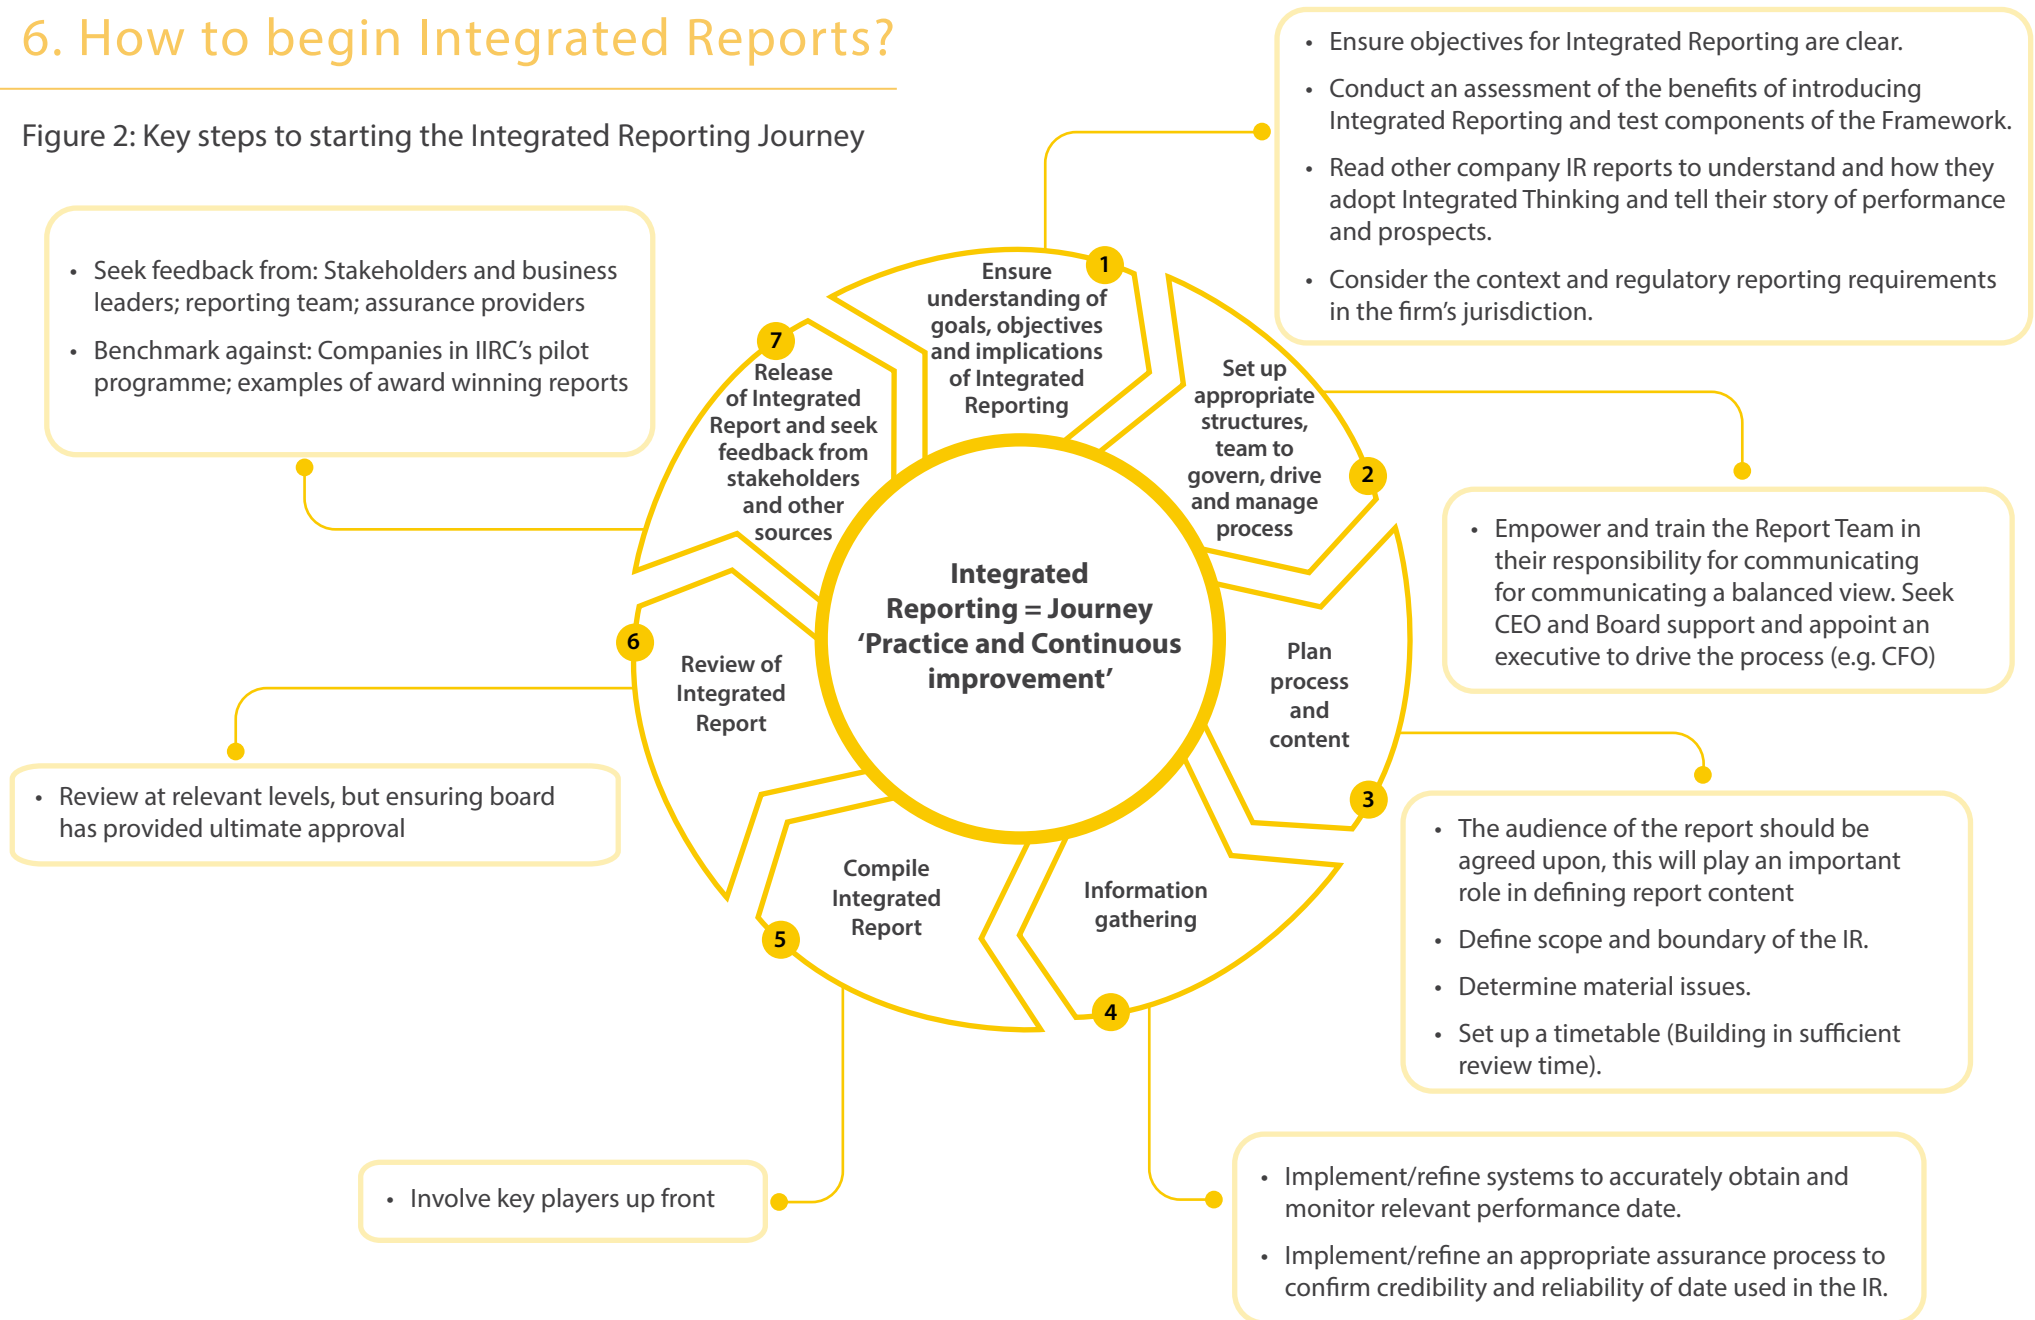 6. How to begin Integrated Reports?
Figure 2: Key steps to starting the Integrated Reporting Journey
• Ensure objectives for Integrated Reporting are clear.
• Conduct an assessment of the benefits of introducing
Integrated Reporting and test components of the Framework.
• Read other company IR reports to understand and how they
adopt Integrated Thinking and tell their story of performance
and prospects.
• Consider the context and regulatory reporting requirements
in the firm's jurisdiction.
• Seek feedback from: Stakeholders and business
leaders; reporting team; assurance providers
• Benchmark against: Companies in IIRC's pilot
programme; examples of award winning reports
1
Ensure
understanding of
goals, objectives
and implications
of Integrated
Reporting
2
Set up
appropriate
structures,
team to
govern, drive
and manage
process
• Empower and train the Report Team in
their responsibility for communicating
for communicating a balanced view. Seek
CEO and Board support and appoint an
executive to drive the process (e.g. CFO)
3
Plan
process
and
content
• The audience of the report should be
agreed upon, this will play an important
role in defining report content
• Define scope and boundary of the IR.
• Determine material issues.
• Set up a timetable (Building in sufficient
review time).
4
Information
gathering
• Implement/refine systems to accurately obtain and
monitor relevant performance date.
• Implement/refine an appropriate assurance process to
confirm credibility and reliability of date used in the IR.
5
Compile
Integrated
Report
• Involve key players up front
6
Review of
Integrated
Report
• Review at relevant levels, but ensuring board
has provided ultimate approval
7
Release
of Integrated
Report and seek
feedback from
stakeholders
and other
sources
Integrated
Reporting = Journey
‘Practice and Continuous
improvement’